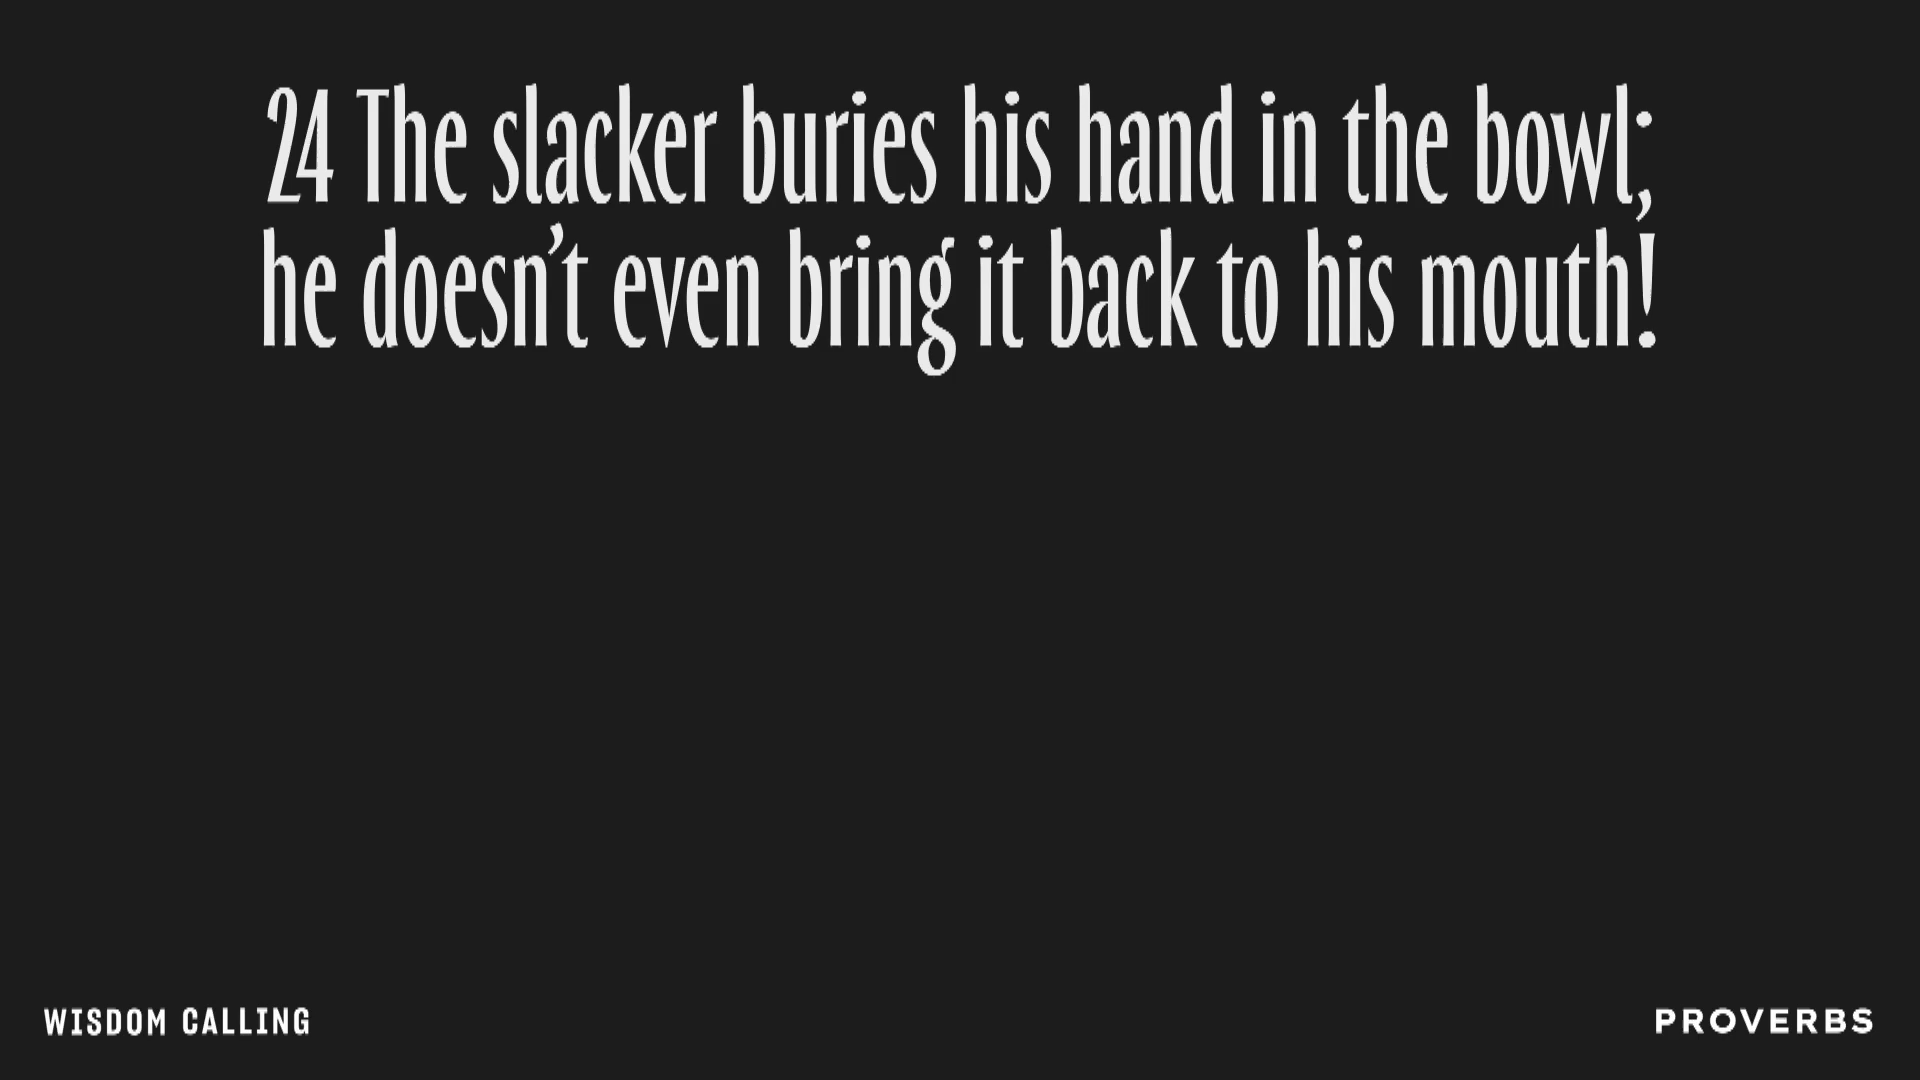 24 The slacker buries his hand in the bowl;
he doesn’t even bring it back to his mouth!
WISDOM CALLING
PROVERBS